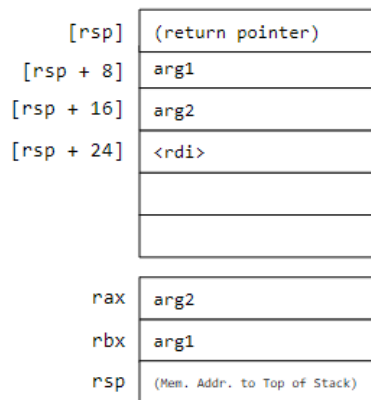 [rsp] (return pointer)
[rsp + 8] arg1
[rsp + 16] arg2
[rsp + 24] <rdi>
rax arg2
rbx arg1
rsp (Mem. Addr. to Top of Stack)